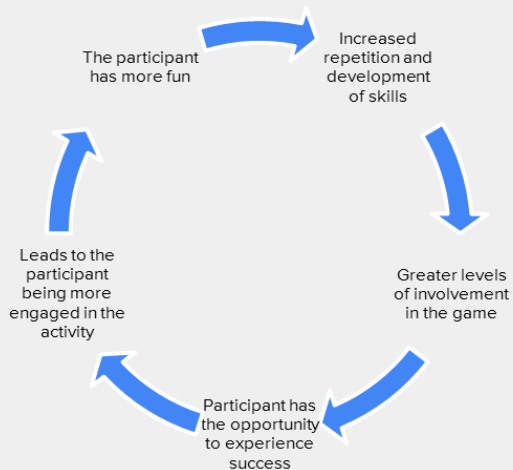 The participant
has more fun
Increased
repetition and
development
of skills
Greater levels
of involvement
in the game
Participant has
the opportunity
to experience
success
Leads to the
participant
being more
engaged in the
activity